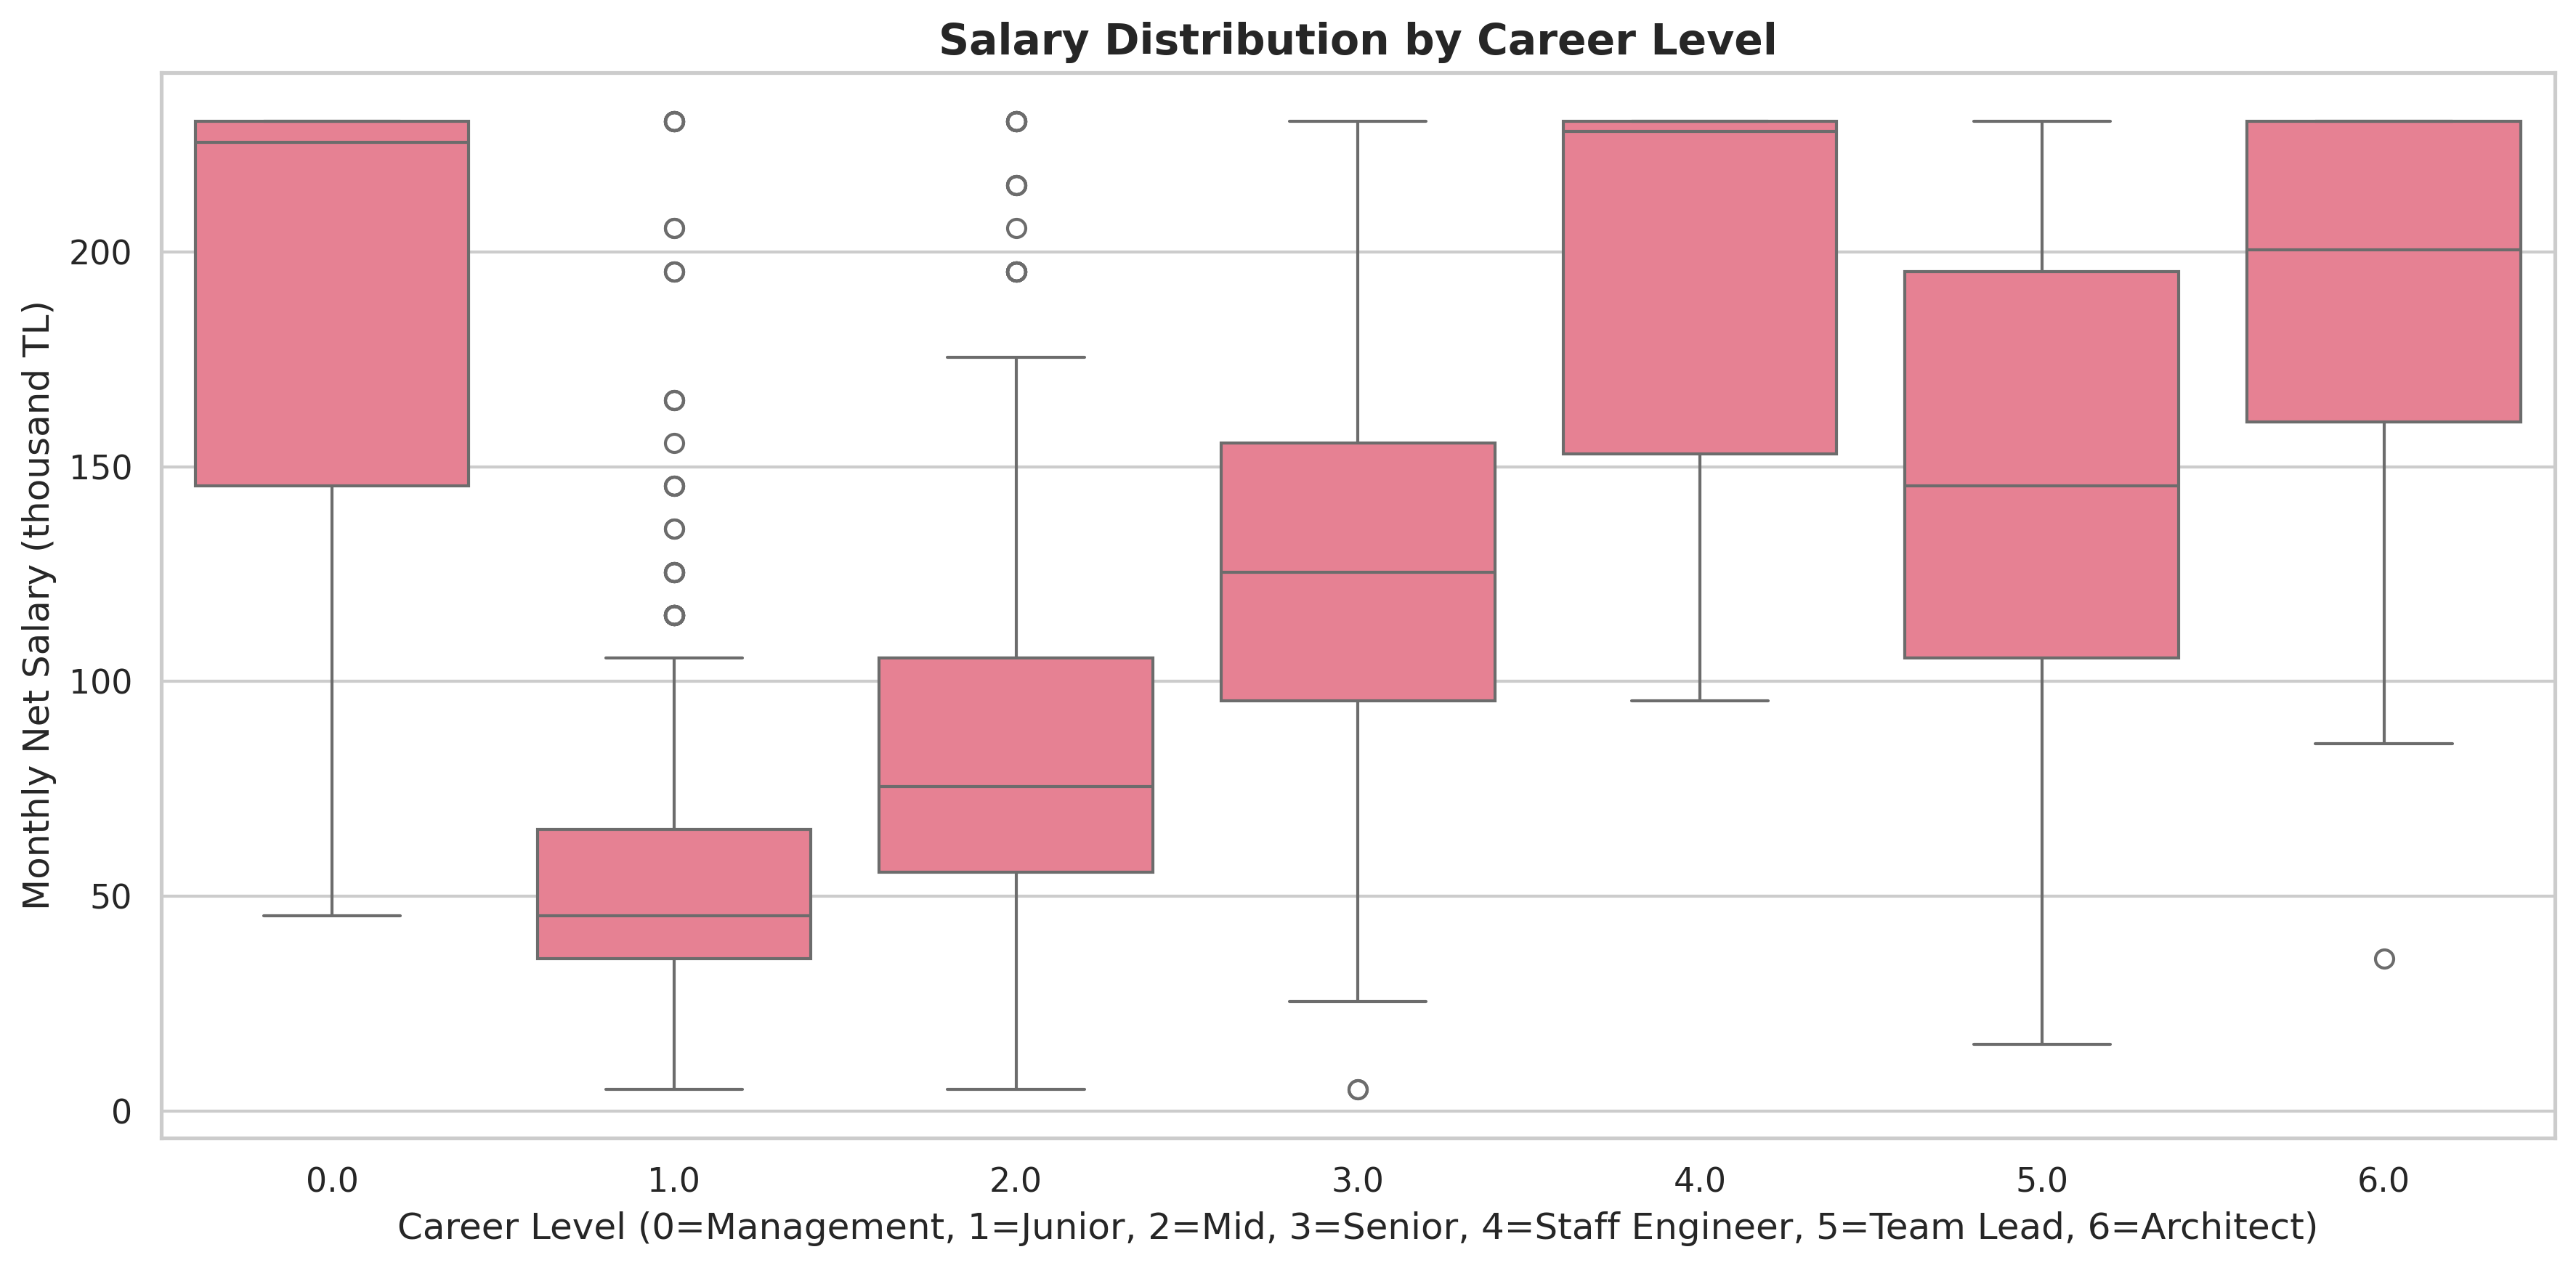 Salary Distribution by Career Level
Monthly Net Salary (thousand TL)
200
150
100
50
0
0.0 1.0 2.0 3.0 4.0 5.0 6.0
Career Level (0=Management, 1=Junior, 2=Mid, 3=Senior, 4=Staff Engineer, 5=Team Lead, 6=Architect)